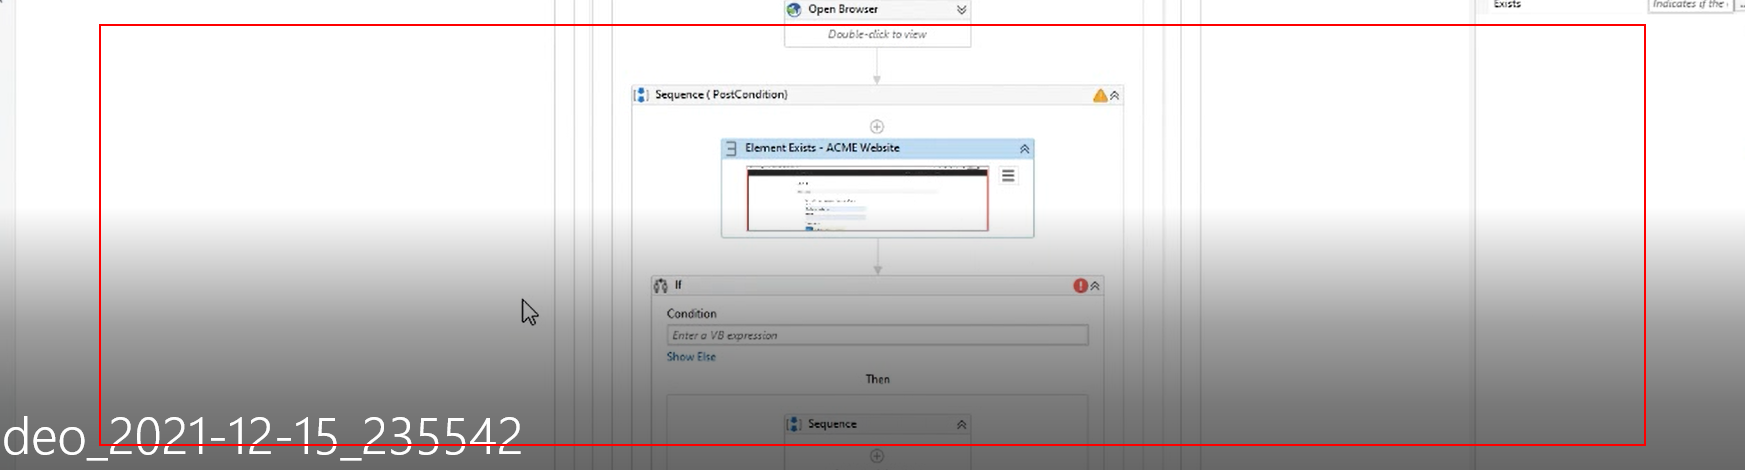 Open Browser
Exists
Indicates if the
Double-click to view
Sequence ( PostCondition)
Element Exists - ACME Website
If
Condition
Enter a VB expression
Show Else
Then
Sequence
deo_2021-12-15_235542